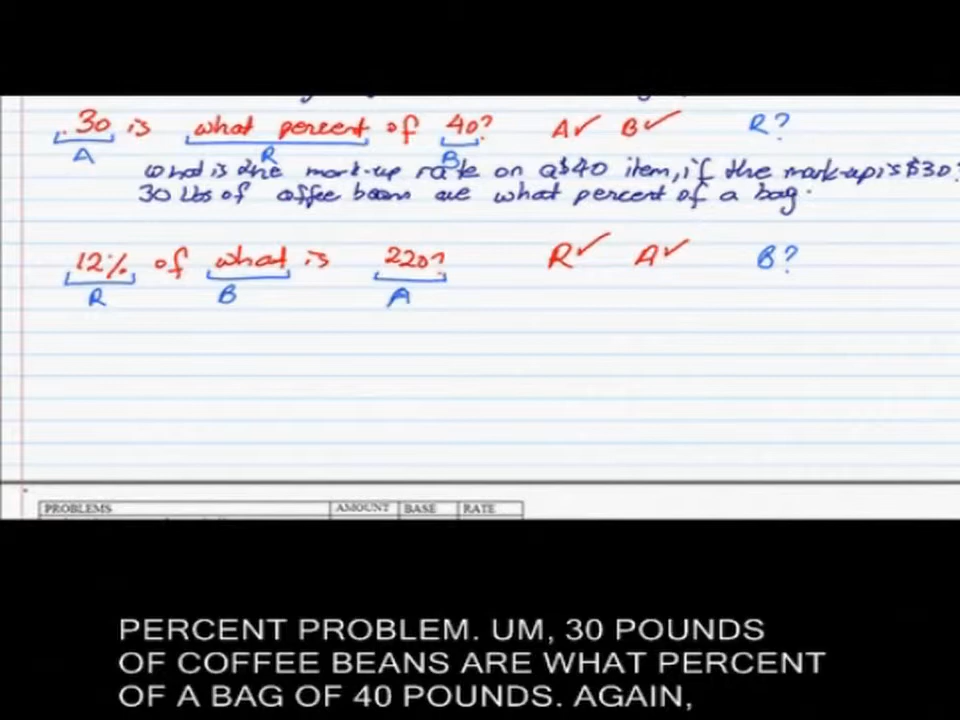 30 is what percent of 40? A✓ B✓ R?
A R B
What is the mark-up rate on a $40 item, if the mark-up is $30?
30 lbs of coffee beans are what percent of a bag.
12% of what is 220? R✓ A✓ B?
R B A
PROBLEMS AMOUNT BASE RATE
PERCENT PROBLEM. UM, 30 POUNDS
OF COFFEE BEANS ARE WHAT PERCENT
OF A BAG OF 40 POUNDS. AGAIN,